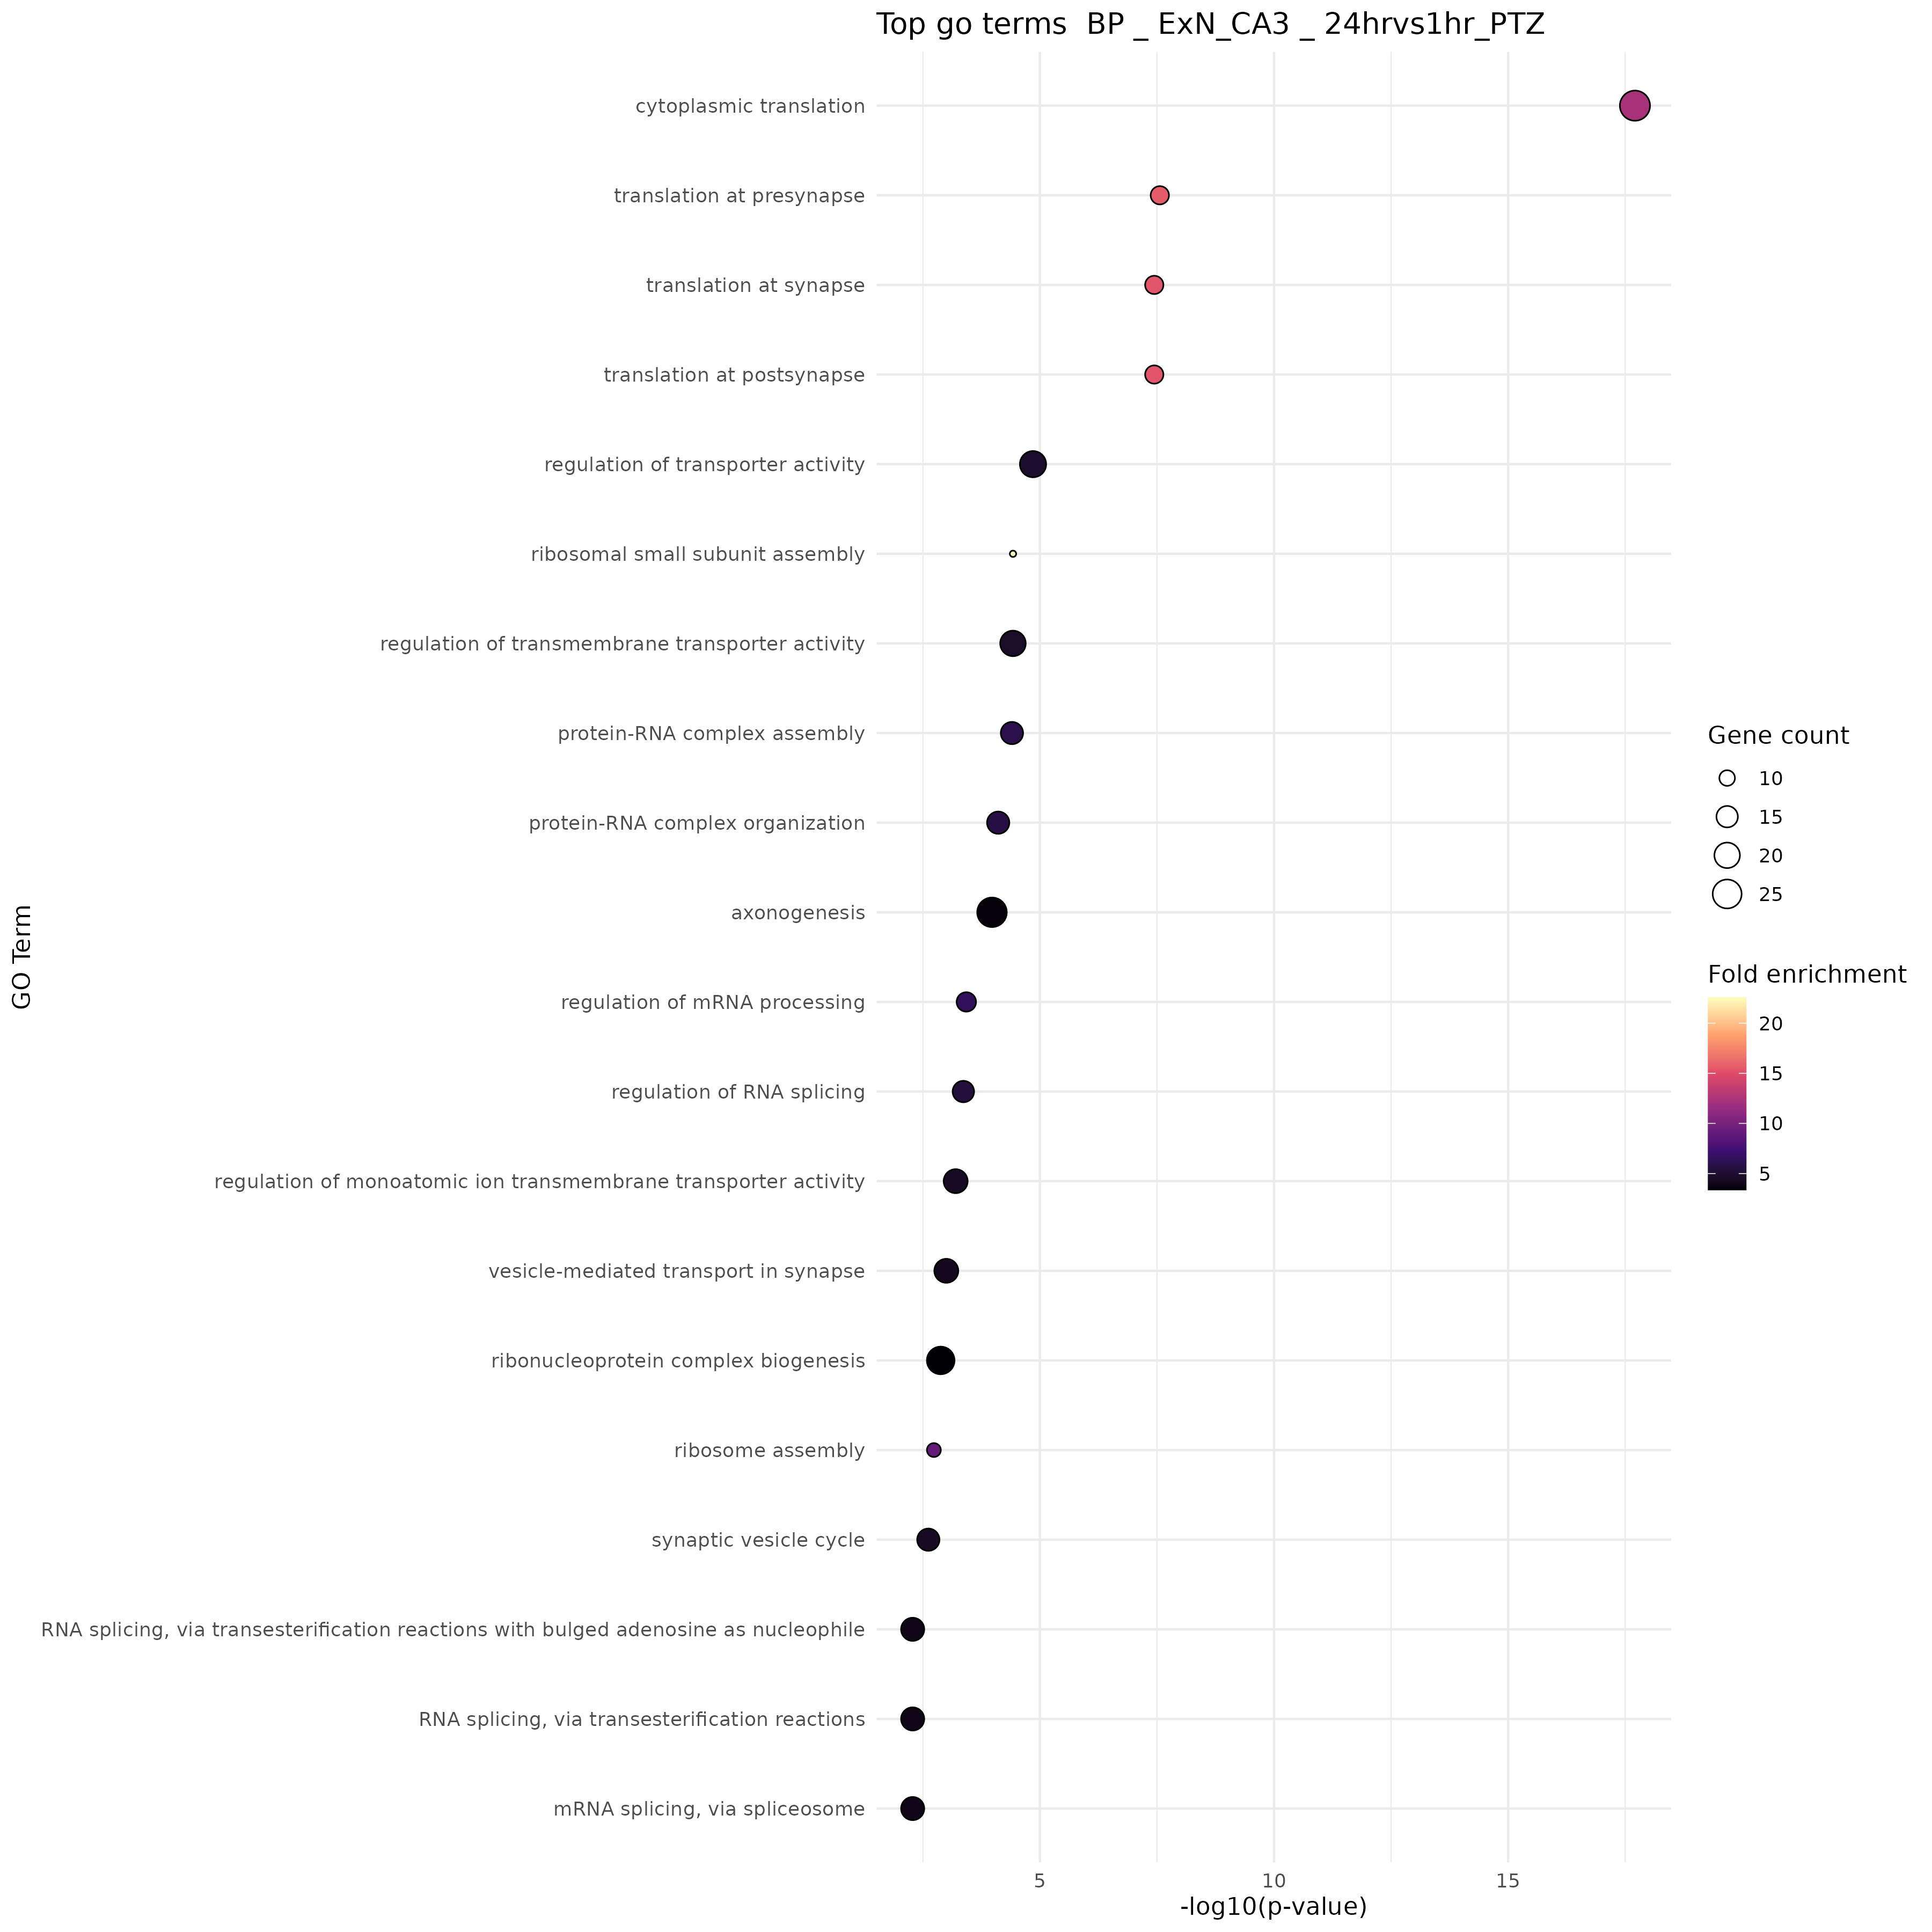 Top go terms  BP _ ExN_CA3 _ 24hrvs1hr_PTZ
cytoplasmic translation
translation at presynapse
translation at synapse
translation at postsynapse
regulation of transporter activity
ribosomal small subunit assembly
regulation of transmembrane transporter activity
protein-RNA complex assembly
protein-RNA complex organization
axonogenesis
regulation of mRNA processing
regulation of RNA splicing
regulation of monoatomic ion transmembrane transporter activity
vesicle-mediated transport in synapse
ribonucleoprotein complex biogenesis
ribosome assembly
synaptic vesicle cycle
RNA splicing, via transesterification reactions with bulged adenosine as nucleophile
RNA splicing, via transesterification reactions
mRNA splicing, via spliceosome
GO Term
5
10
15
-log10(p-value)
Gene count
10
15
20
25
Fold enrichment
20
15
10
5